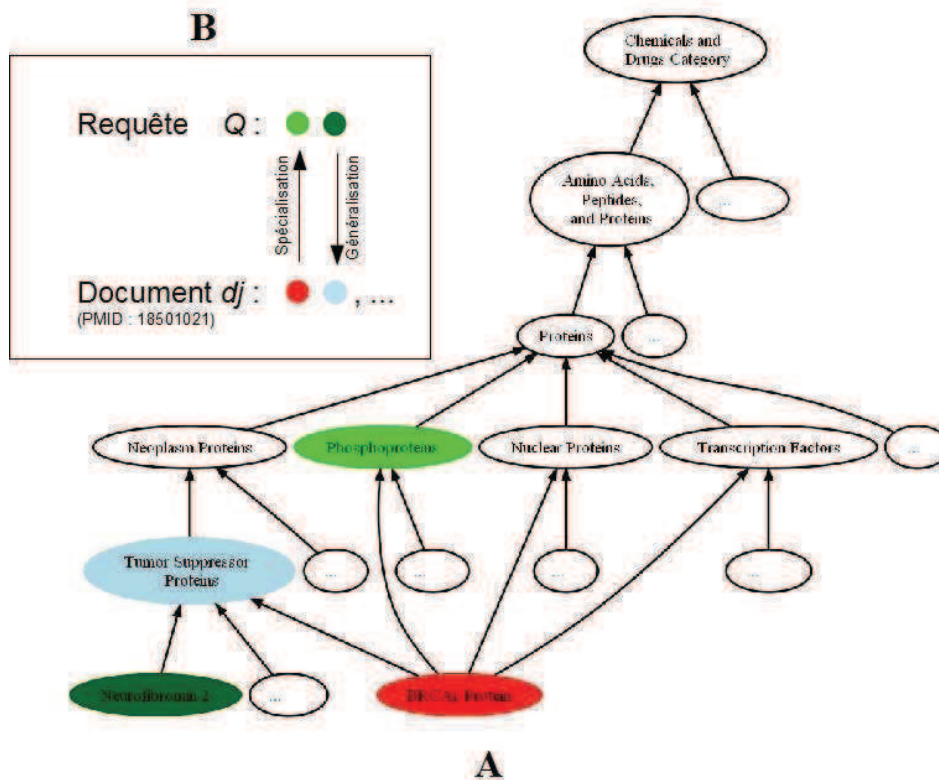 B
Requête Q :
Spécialisation
Généralisation
Document dj : , ...
(PMID : 18501021)
Chemicals and
Drugs Category
Amino Acids,
Peptides,
and Proteins
...
Proteins
...
Neoplasm Proteins
Phosphoproteins
Nuclear Proteins
Transcription Factors
...
Tumor Suppressor
Proteins
...
...
...
...
Neurofibromin 2
...
BRCA1 Protein
A